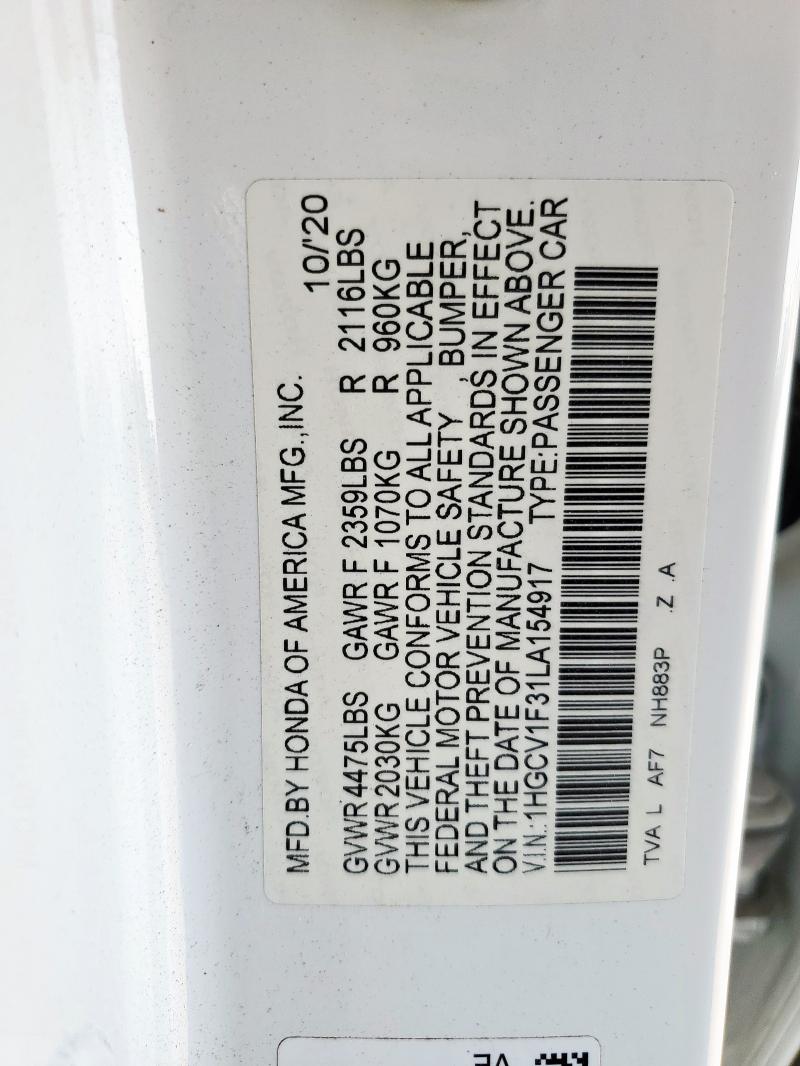 MFD.BY HONDA OF AMERICA MFG.,INC. 10/'20
GVWR 4475LBS GAWR F 2359LBS R 2116LBS
GVWR 2030KG GAWR F 1070KG R 960KG
THIS VEHICLE CONFORMS TO ALL APPLICABLE
FEDERAL MOTOR VEHICLE SAFETY , BUMPER,
AND THEFT PREVENTION STANDARDS IN EFFECT
ON THE DATE OF MANUFACTURE SHOWN ABOVE.
V.I.N.:1HGCV1F31LA154917 TYPE:PASSENGER CAR
TVA L AF7 NH883P .Z .A